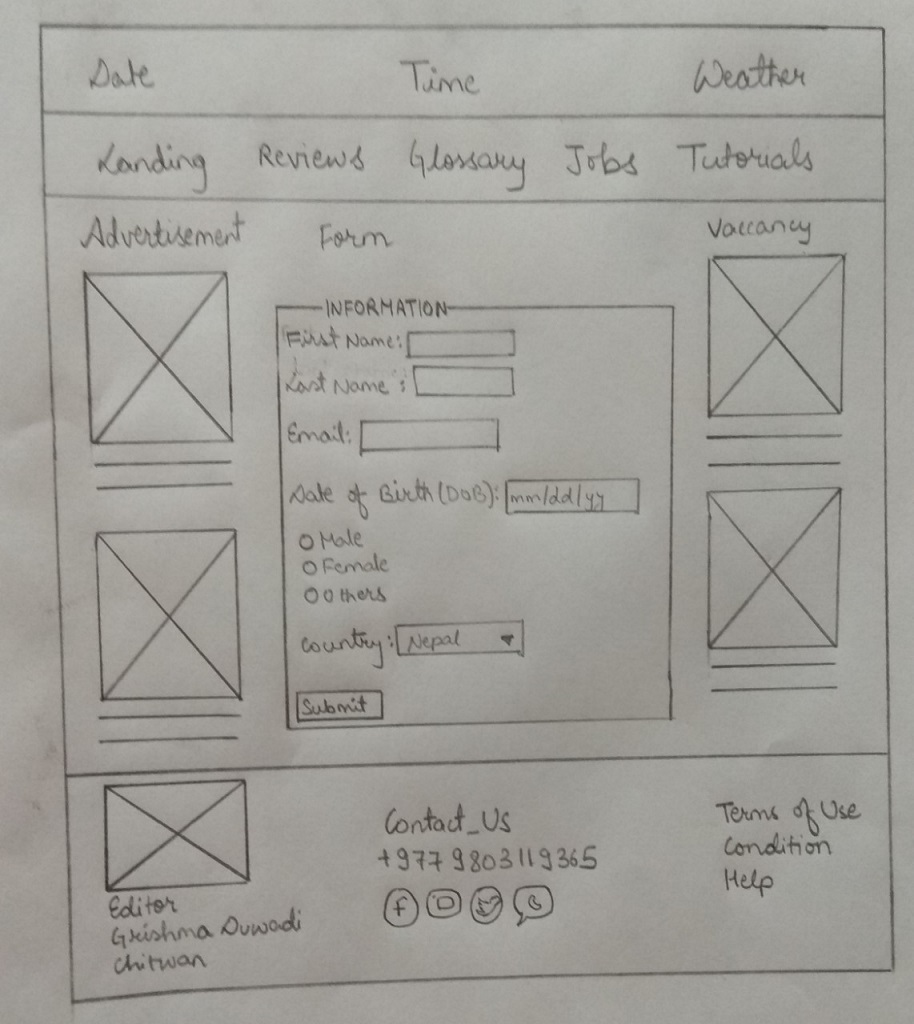 Date Time Weather
Landing Reviews Glossary Jobs Tutorials
Advertisement
Form
INFORMATION
First Name:
Last Name :
Email:
Date of Birth (DOB): mm/dd/yy
Male
Female
Others
Country: Nepal
Submit
Vaccancy
Editor
Grishma Duwadi
Chitwan
Contact_Us
+977 9803119365
f
Terms of Use
Condition
Help